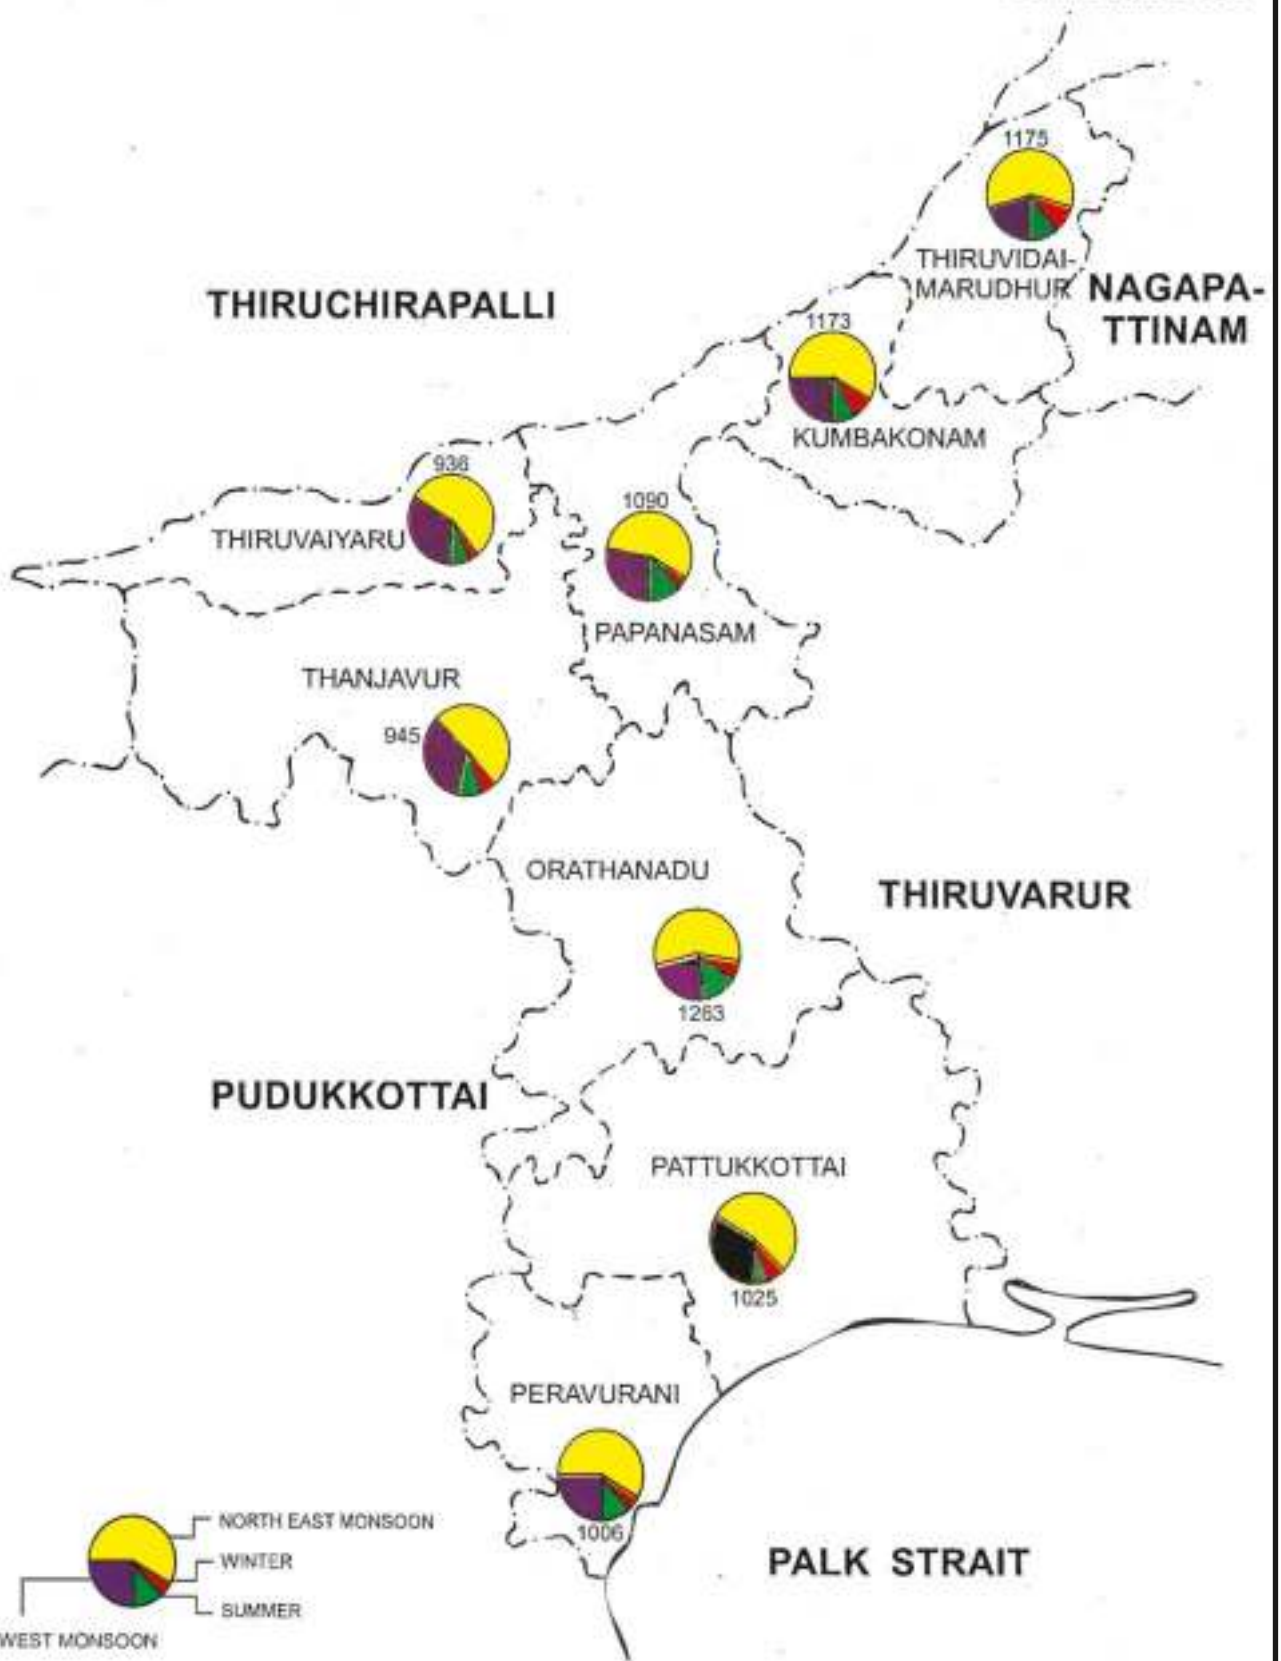 1175
THIRUVIDAI-
MARUDHUR
NAGAPA-
TTINAM
THIRUCHIRAPALLI
1173
KUMBAKONAM
936
THIRUVAIYARU
1090
PAPANASAM
THANJAVUR
945
ORATHANADU
THIRUVARUR
1263
PUDUKKOTTAI
PATTUKKOTTAI
1025
PERAVURANI
1006
PALK STRAIT
NORTH EAST MONSOON
WINTER
SUMMER
WEST MONSOON